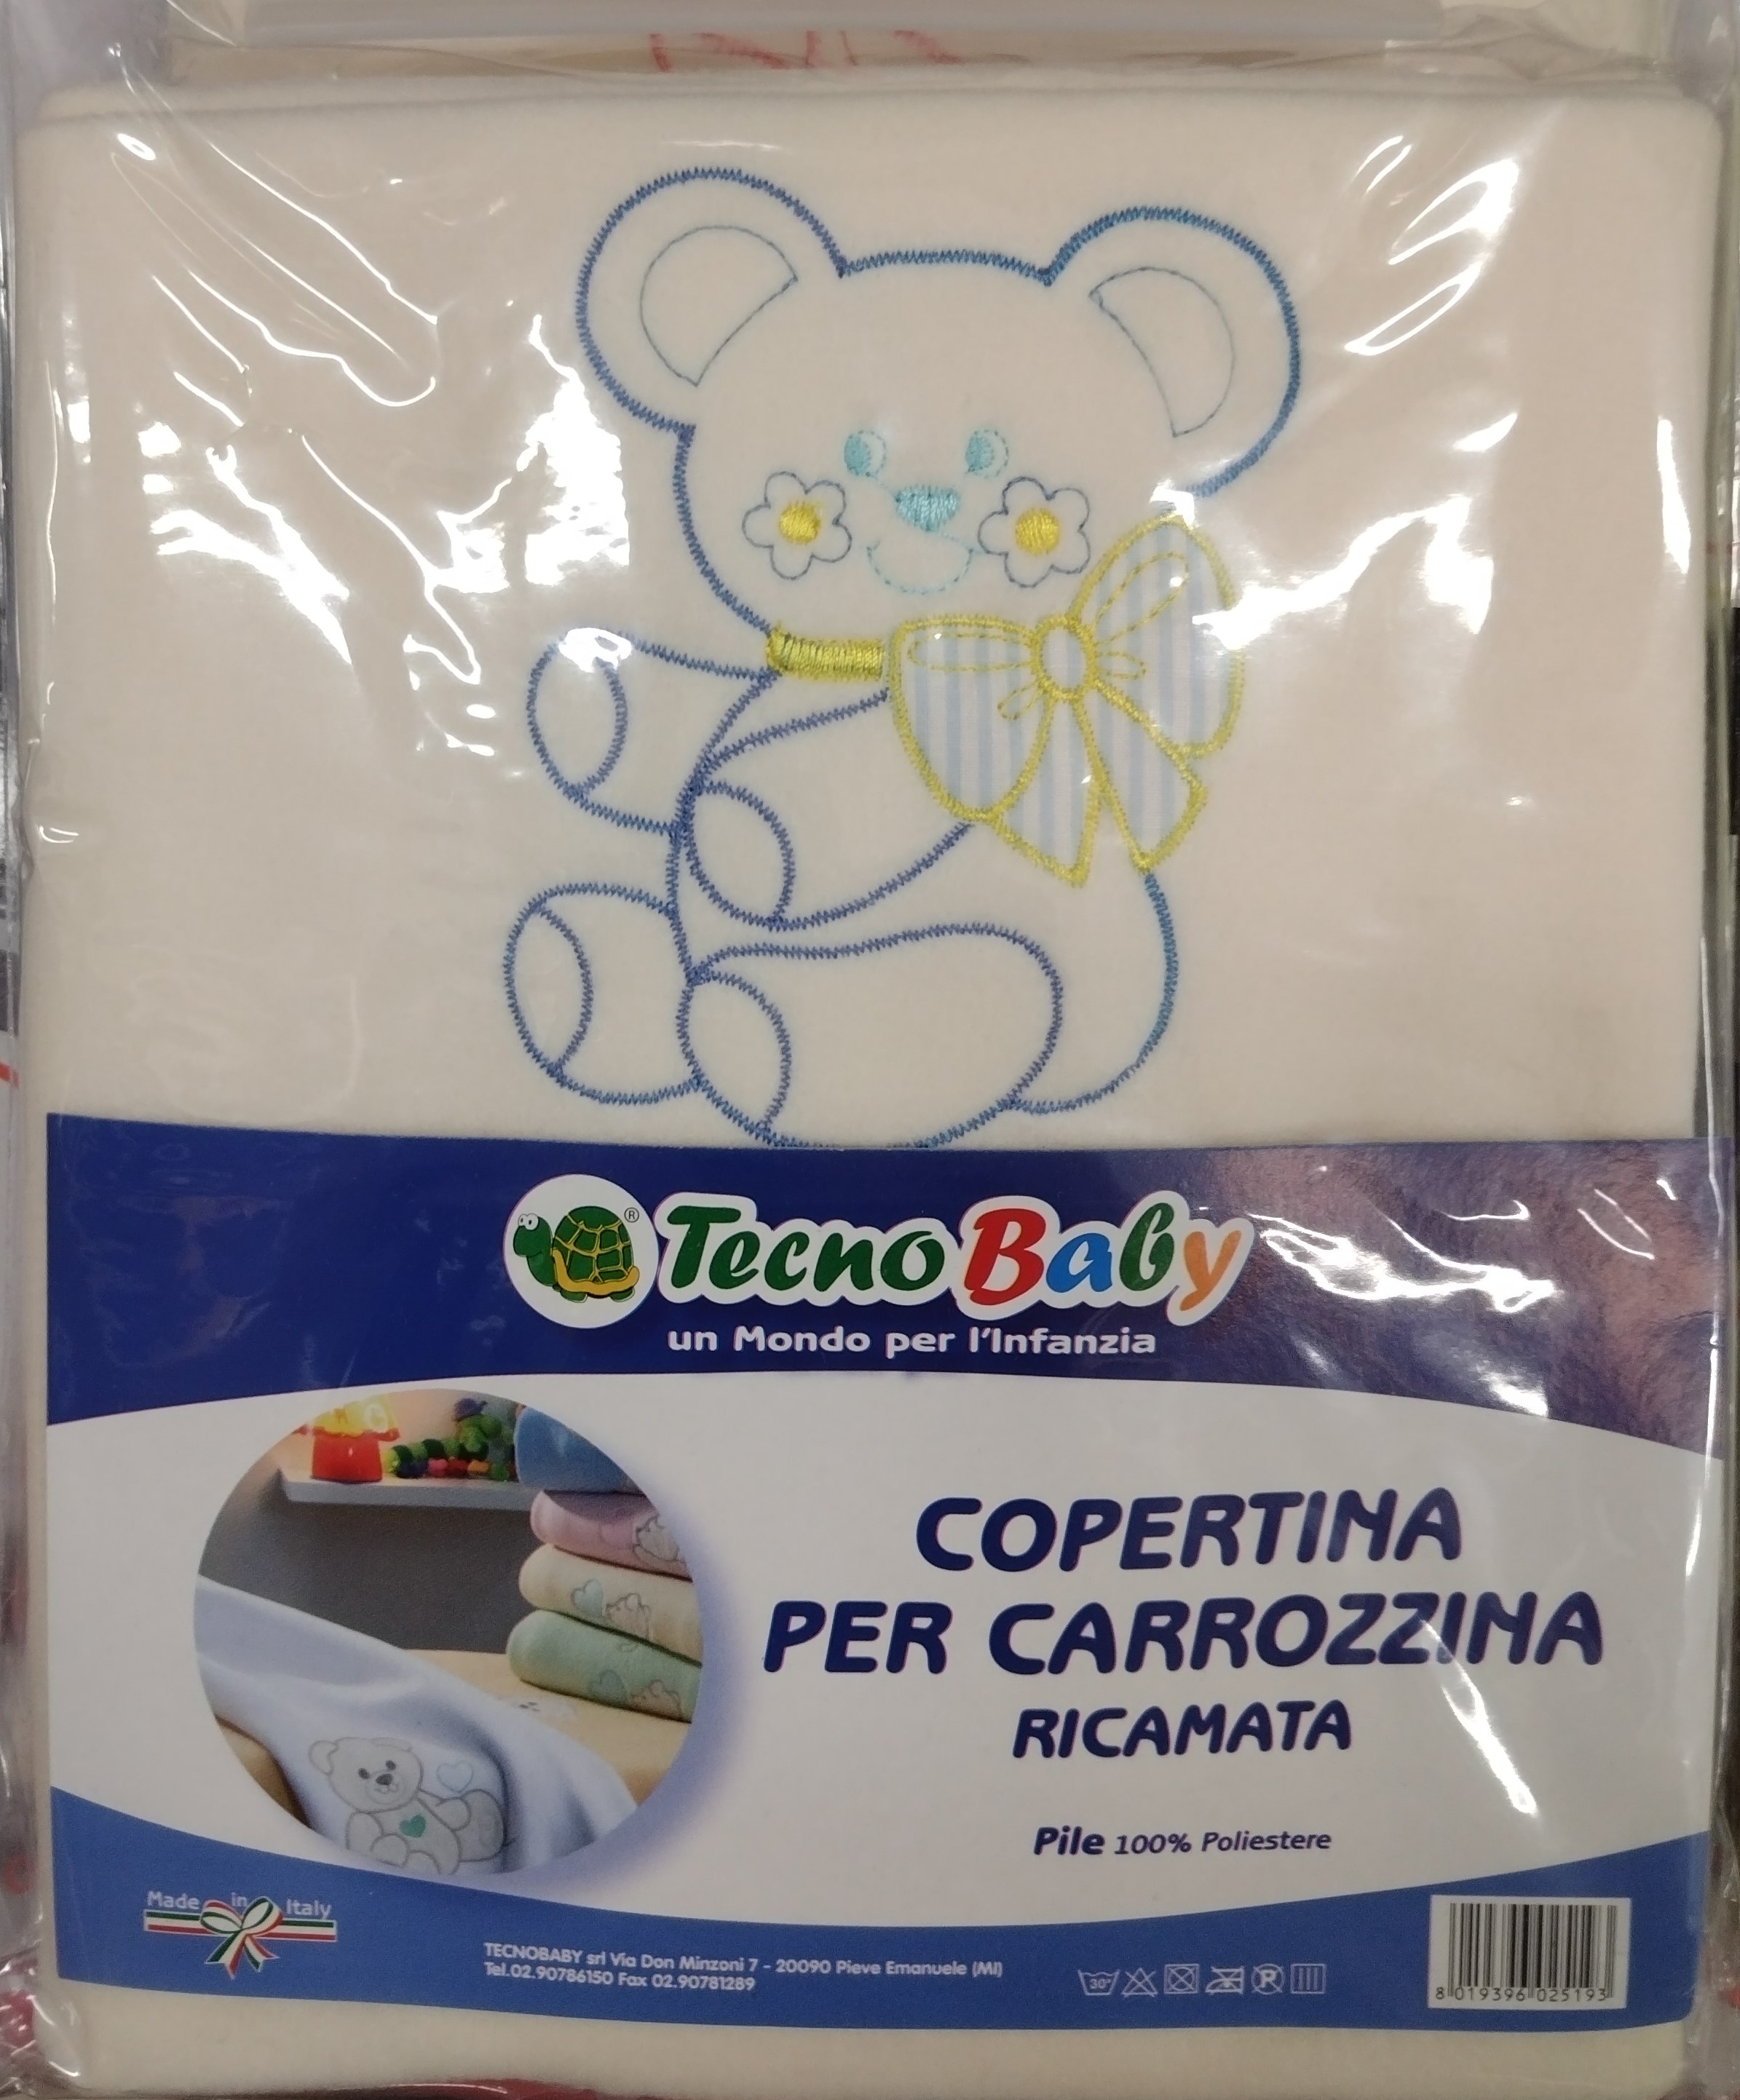 TecnoBaby ®
un Mondo per l'Infanzia
COPERTINA
PER CARROZZINA
RICAMATA
Pile 100% Poliestere
Made in Italy
TECNOBABY srl Via Don Minzoni 7 - 20090 Pieve Emanuele (MI)
Tel.02.90786150 Fax 02.90781289
30°
P
8 019396 025193